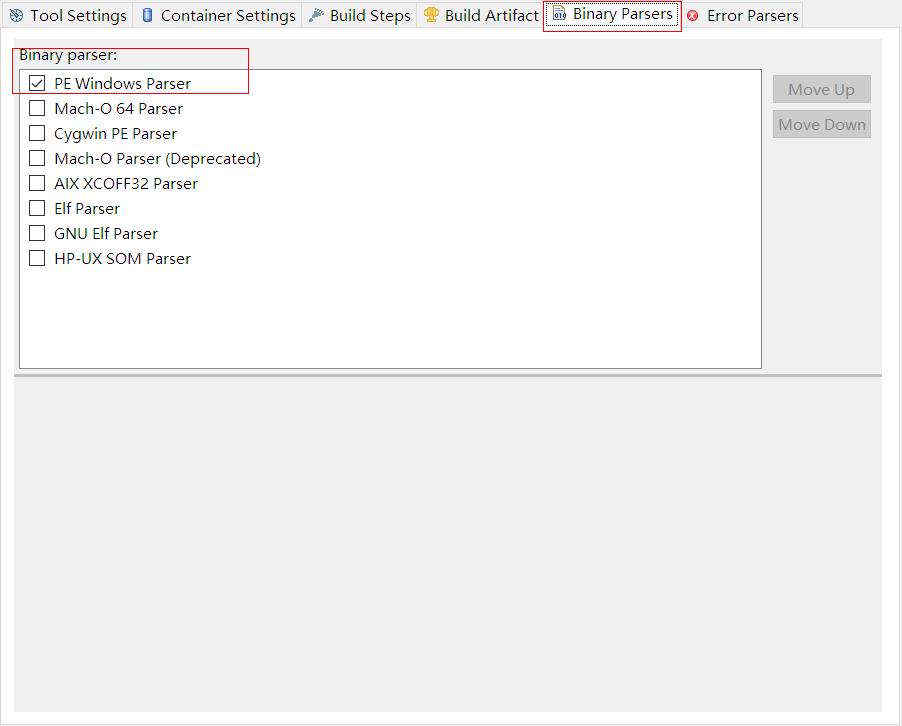 Tool Settings Container Settings Build Steps Build Artifact Binary Parsers Error Parsers
Binary parser:
PE Windows Parser
Mach-O 64 Parser
Cygwin PE Parser
Mach-O Parser (Deprecated)
AIX XCOFF32 Parser
Elf Parser
GNU Elf Parser
HP-UX SOM Parser
Move Up
Move Down